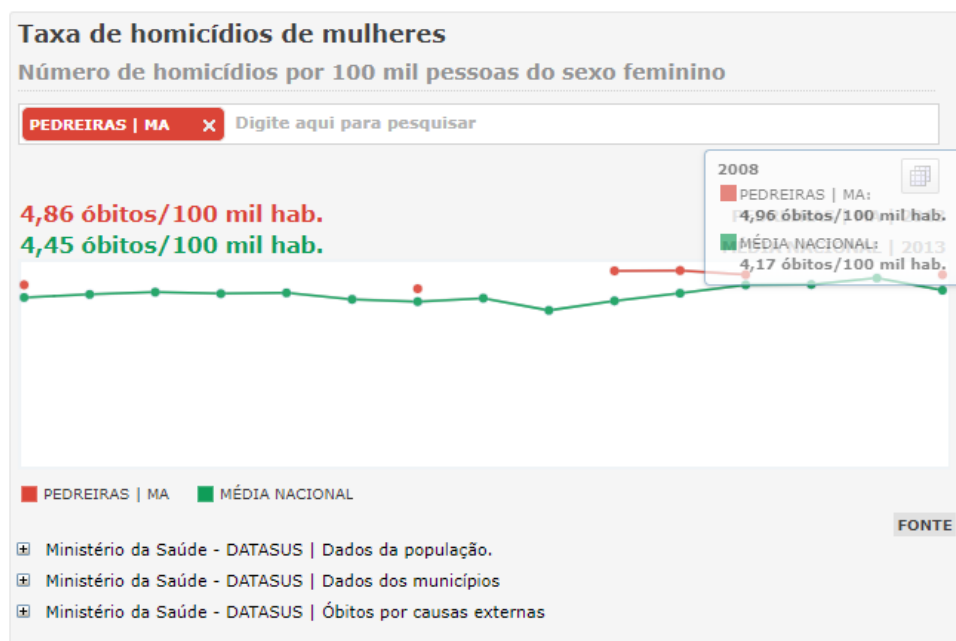 Taxa de homicídios de mulheres
Número de homicídios por 100 mil pessoas do sexo feminino
PEDREIRAS | MA × Digite aqui para pesquisar
2008
PEDREIRAS | MA:
4,96 óbitos/100 mil hab.
MÉDIA NACIONAL:
4,17 óbitos/100 mil hab.
4,86 óbitos/100 mil hab.
4,45 óbitos/100 mil hab.
| 2013
PEDREIRAS | MA MÉDIA NACIONAL
FONTE
Ministério da Saúde - DATASUS | Dados da população.
Ministério da Saúde - DATASUS | Dados dos municípios
Ministério da Saúde - DATASUS | Óbitos por causas externas